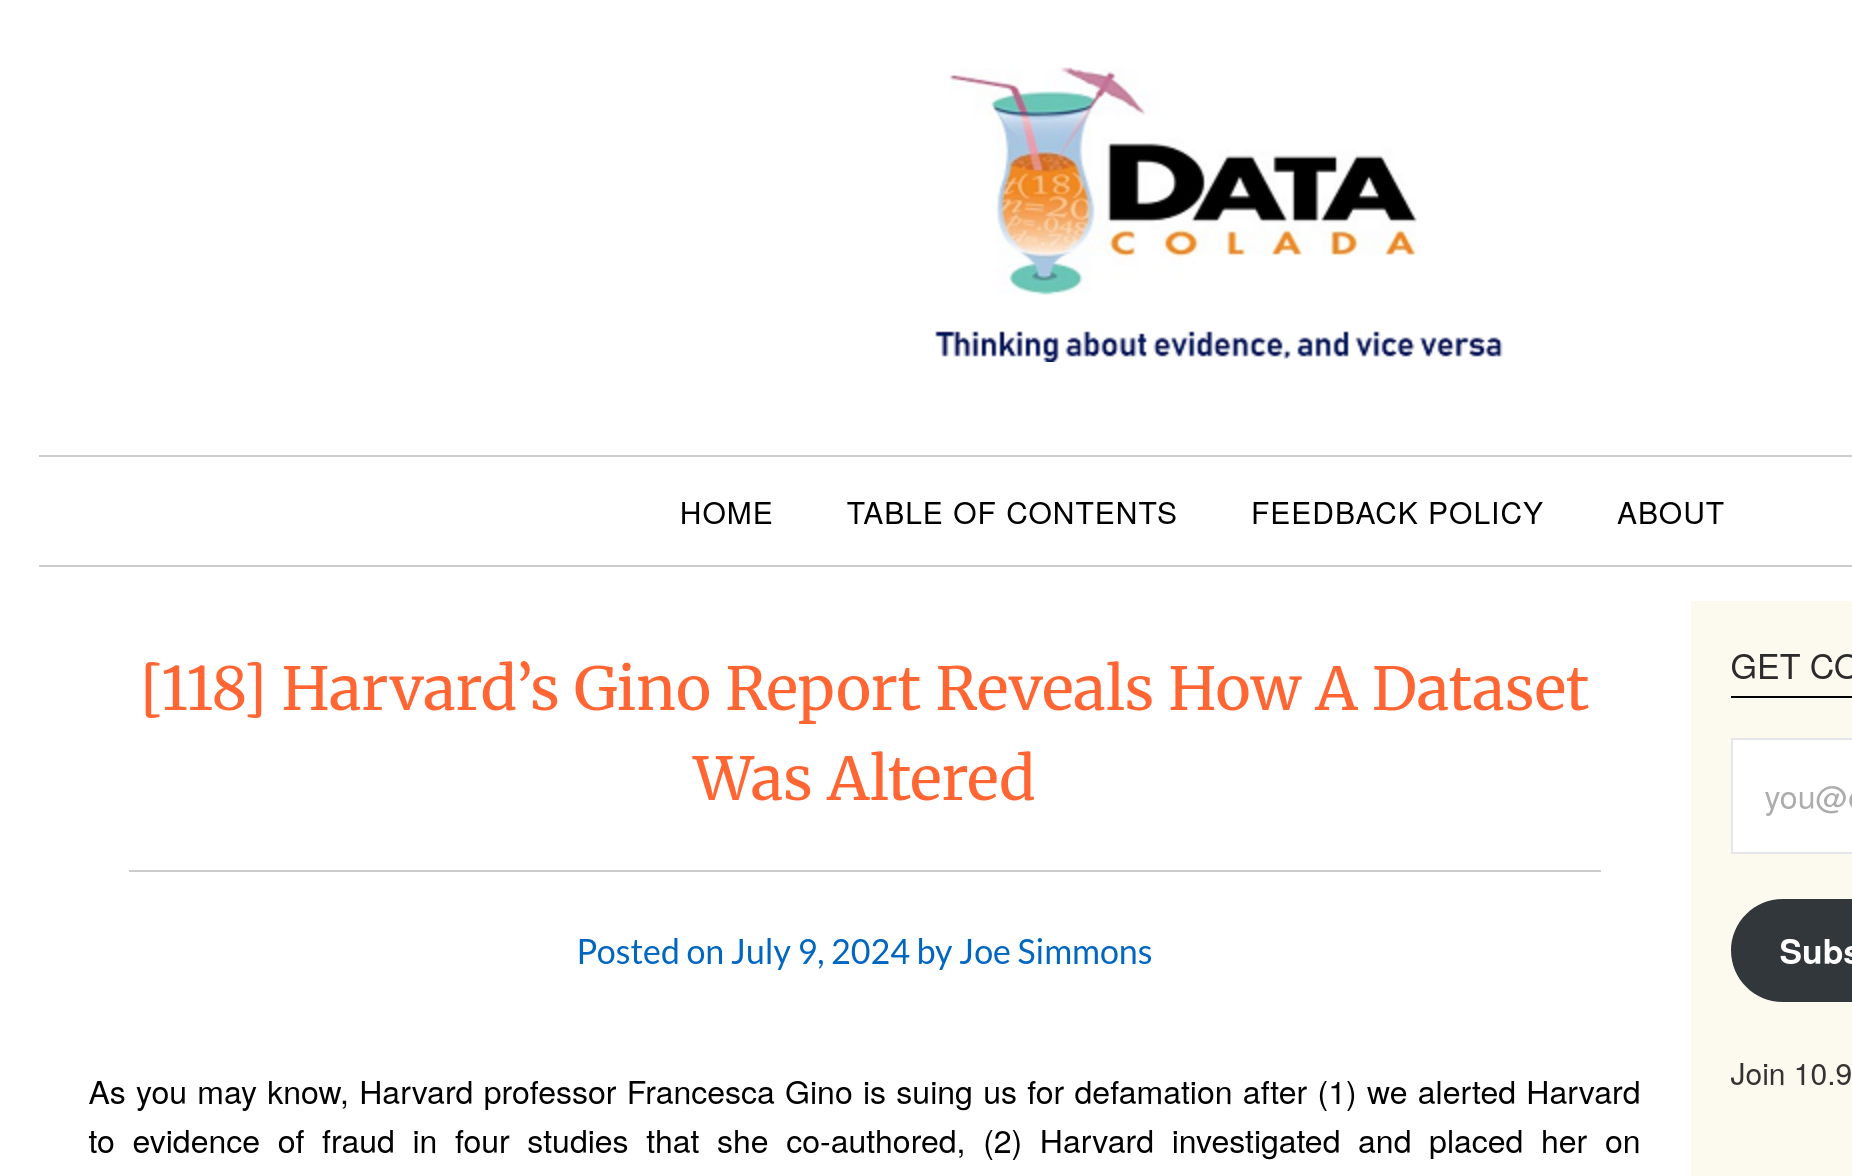 t(18)
n=20
p=.048
DATA
COLADA
Thinking about evidence, and vice versa
HOME TABLE OF CONTENTS FEEDBACK POLICY ABOUT
[118] Harvard’s Gino Report Reveals How A Dataset
Was Altered
Posted on July 9, 2024 by Joe Simmons
As you may know, Harvard professor Francesca Gino is suing us for defamation after (1) we alerted Harvard
to evidence of fraud in four studies that she co-authored, (2) Harvard investigated and placed her on
GET CO
you@
Subs
Join 10.9